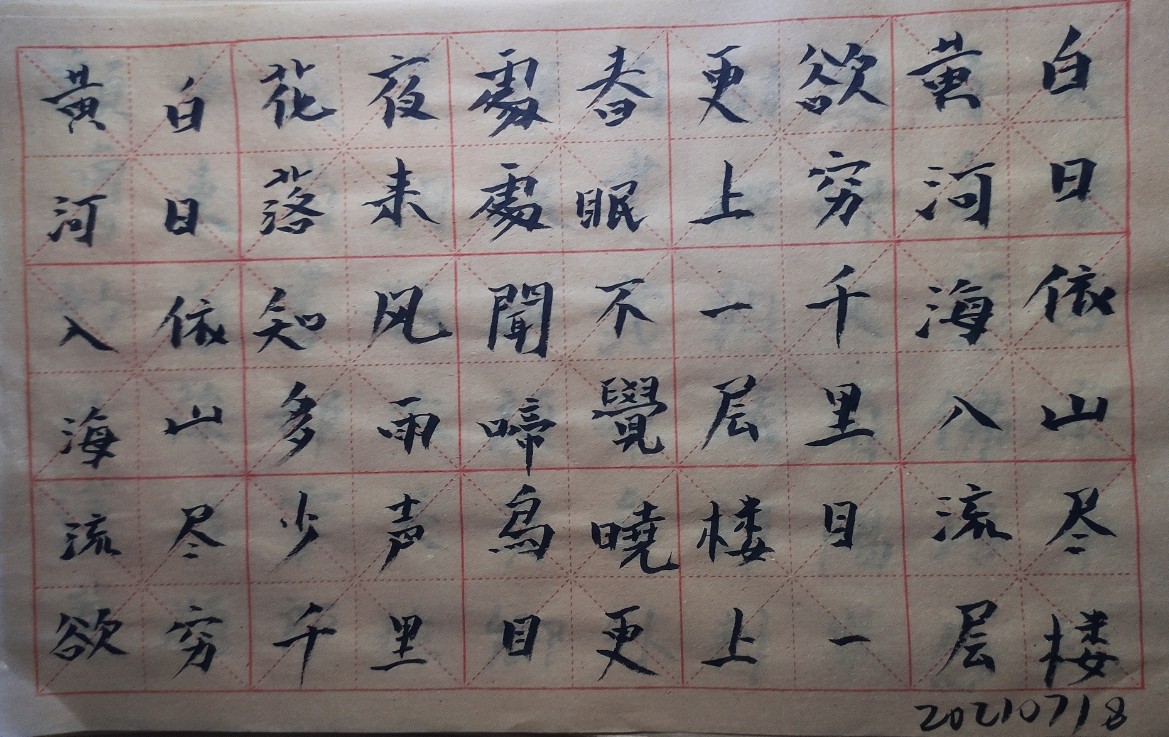 白日依山尽楼
黄河海入流层
欲穷千里目一
更上一层楼上
春眠不覺曉更
處處聞啼鳥目
夜来风雨声里
花落知多少千
白日依山尽穷
黄河入海流欲
20210718